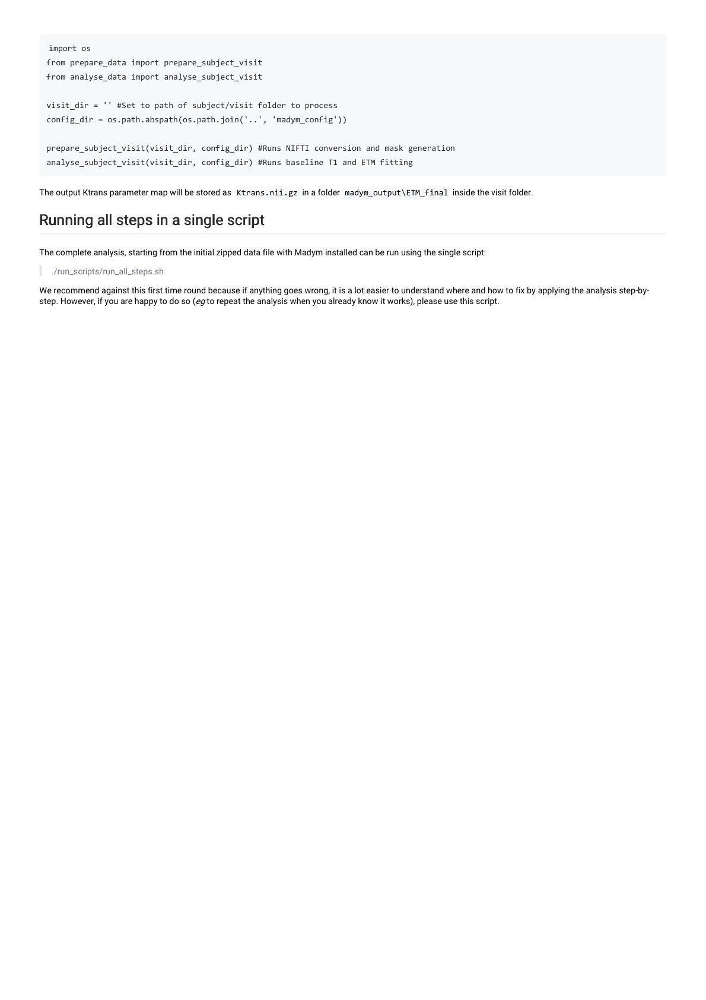 import os
from prepare_data import prepare_subject_visit
from analyse_data import analyse_subject_visit
visit_dir = '' #Set to path of subject/visit folder to process
config_dir = os.path.abspath(os.path.join('..', 'madym_config'))
prepare_subject_visit(visit_dir, config_dir) #Runs NIFTI conversion and mask generation
analyse_subject_visit(visit_dir, config_dir) #Runs baseline T1 and ETM fitting
The output Ktrans parameter map will be stored as Ktrans.nii.gz in a folder madym_output\ETM_final inside the visit folder.
Running all steps in a single script
The complete analysis, starting from the initial zipped data file with Madym installed can be run using the single script:
./run_scripts/run_all_steps.sh
We recommend against this first time round because if anything goes wrong, it is a lot easier to understand where and how to fix by applying the analysis step-by-
step. However, if you are happy to do so (eg to repeat the analysis when you already know it works), please use this script.